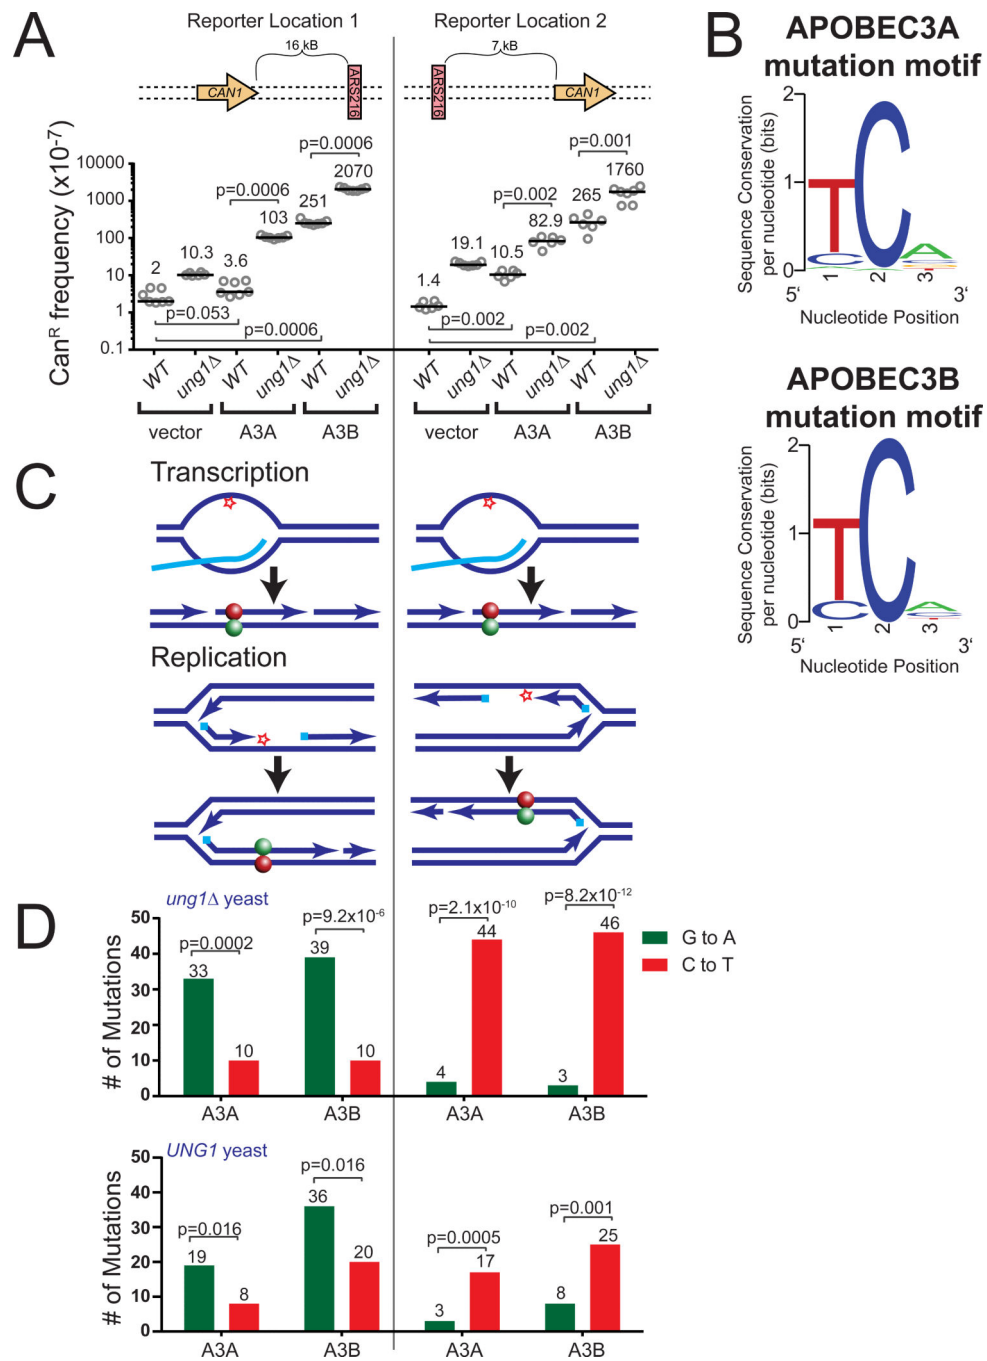 A
Reporter Location 1
Reporter Location 2
16 kB
7 kB
CAN1
ARS216
ARS216
CAN1
CanR frequency (x10-7)
10000
1000
100
10
1
0.1
2
10.3
3.6
103
251
2070
p=0.0006
p=0.0006
p=0.053
p=0.0006
1.4
19.1
10.5
82.9
265
1760
p=0.002
p=0.001
p=0.002
p=0.002
WT
ung1Δ
WT
ung1Δ
WT
ung1Δ
WT
ung1Δ
WT
ung1Δ
WT
ung1Δ
vector
A3A
A3B
vector
A3A
A3B
B
APOBEC3A
mutation motif
Sequence Conservation
per nucleotide (bits)
2
1
0
T
C
C
A
1
2
3
5‘
3‘
Nucleotide Position
APOBEC3B
mutation motif
Sequence Conservation
per nucleotide (bits)
2
1
0
T
C
C
A
1
2
3
5‘
3‘
Nucleotide Position
C
Transcription
Replication
D
ung1Δ yeast
# of Mutations
50
40
30
20
10
0
p=0.0002
33
10
p=9.2x10-6
39
10
p=2.1x10-10
4
44
p=8.2x10-12
3
46
A3A
A3B
A3A
A3B
G to A
C to T
UNG1 yeast
# of Mutations
50
40
30
20
10
0
p=0.016
19
8
p=0.016
36
20
p=0.0005
3
17
p=0.001
8
25
A3A
A3B
A3A
A3B